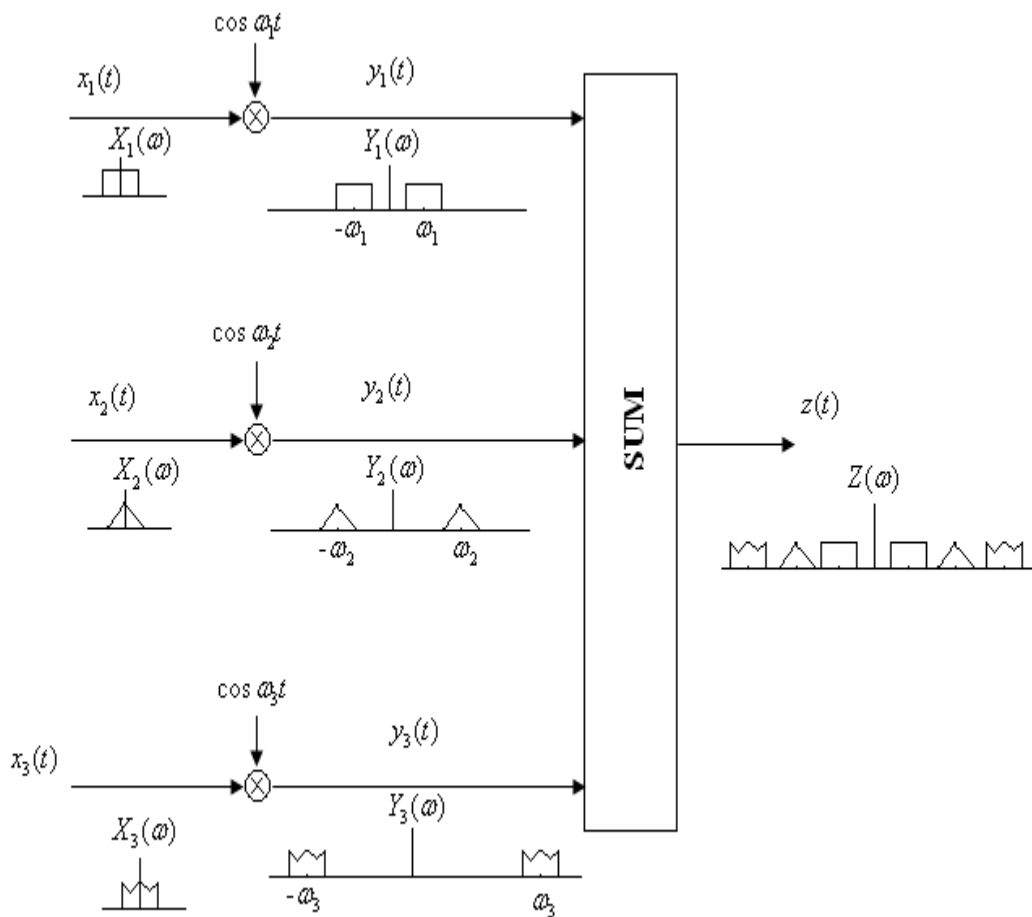 cos ω₁t
x₁(t)
y₁(t)
X₁(ω)
Y₁(ω)
-ω₁
ω₁
cos ω₂t
x₂(t)
y₂(t)
X₂(ω)
Y₂(ω)
-ω₂
ω₂
SUM
z(t)
Z(ω)
cos ω₃t
x₃(t)
y₃(t)
X₃(ω)
Y₃(ω)
-ω₃
ω₃